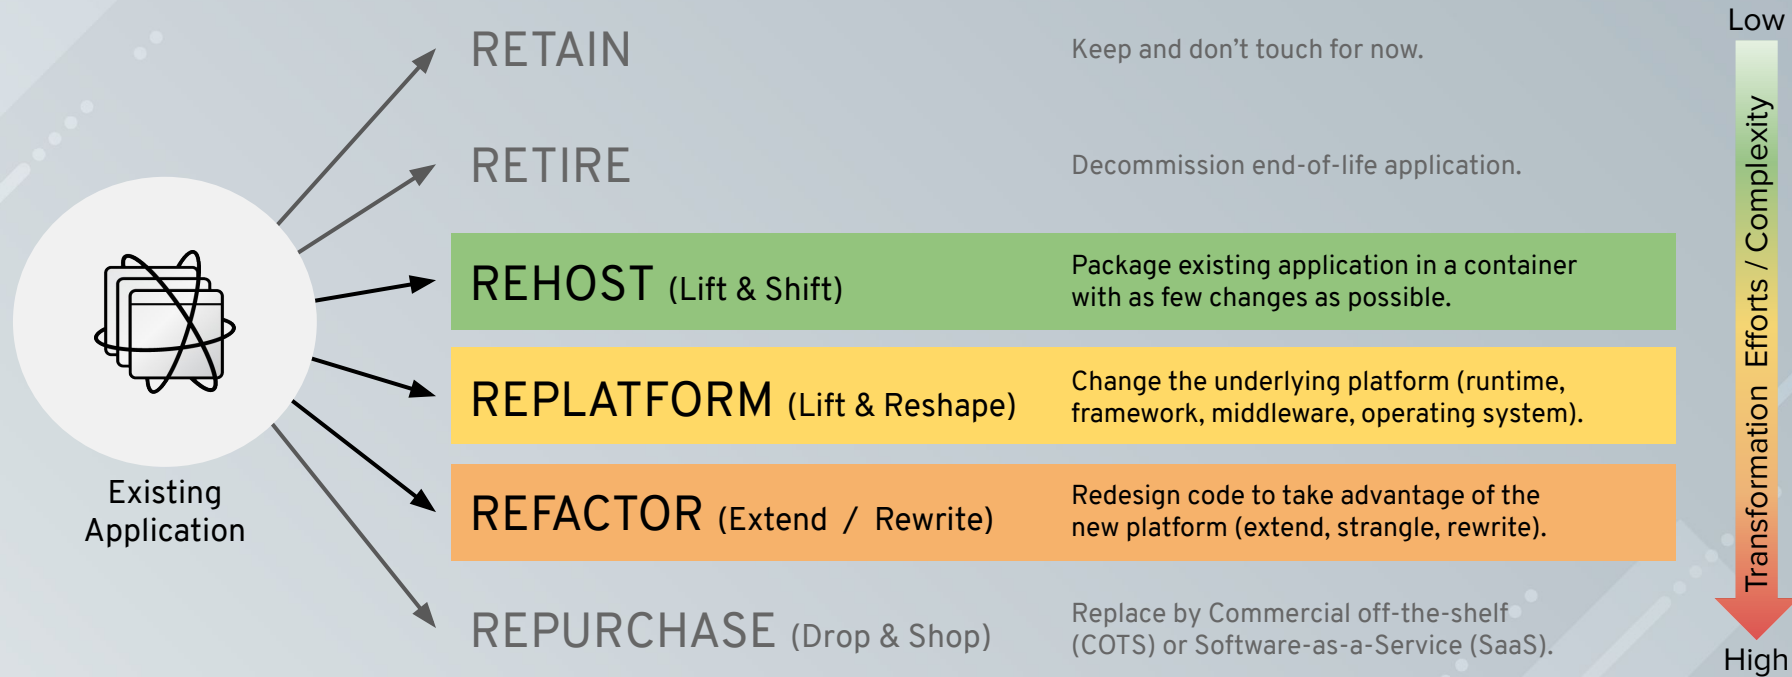 Low
RETAIN
Keep and don’t touch for now.
RETIRE
Decommission end-of-life application.
REHOST (Lift & Shift)
Package existing application in a container
with as few changes as possible.
REPLATFORM (Lift & Reshape)
Change the underlying platform (runtime,
framework, middleware, operating system).
Existing
Application
REFACTOR (Extend / Rewrite)
Redesign code to take advantage of the
new platform (extend, strangle, rewrite).
REPURCHASE (Drop & Shop)
Replace by Commercial off-the-shelf
(COTS) or Software-as-a-Service (SaaS).
Transformation Efforts / Complexity
High